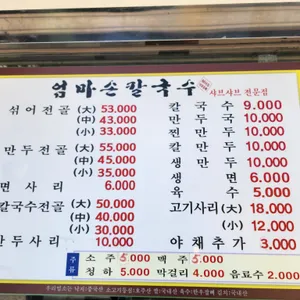 엄마손칼국수 샤브샤브 전문점
섞어전골 (大) 53.000
(中) 43.000
(小) 33.000
만두전골 (大) 55.000
(中) 45.000
(小) 35.000
면사리 6.000
칼국수전골 (大) 50.000
(中) 40.000
(小) 30.000
만두사리 10,000
칼국수 9.000
만두국 10,000
찐만두 10,000
칼만두 10,000
생만두 10,000
생면 6.000
육수 5.000
고기사리 (大) 18,000
(小) 12,000
야채추가 3,000
주류
소주 5.000 맥주 5.000
청하 5,000 막걸리 4.000 음료수 2.000